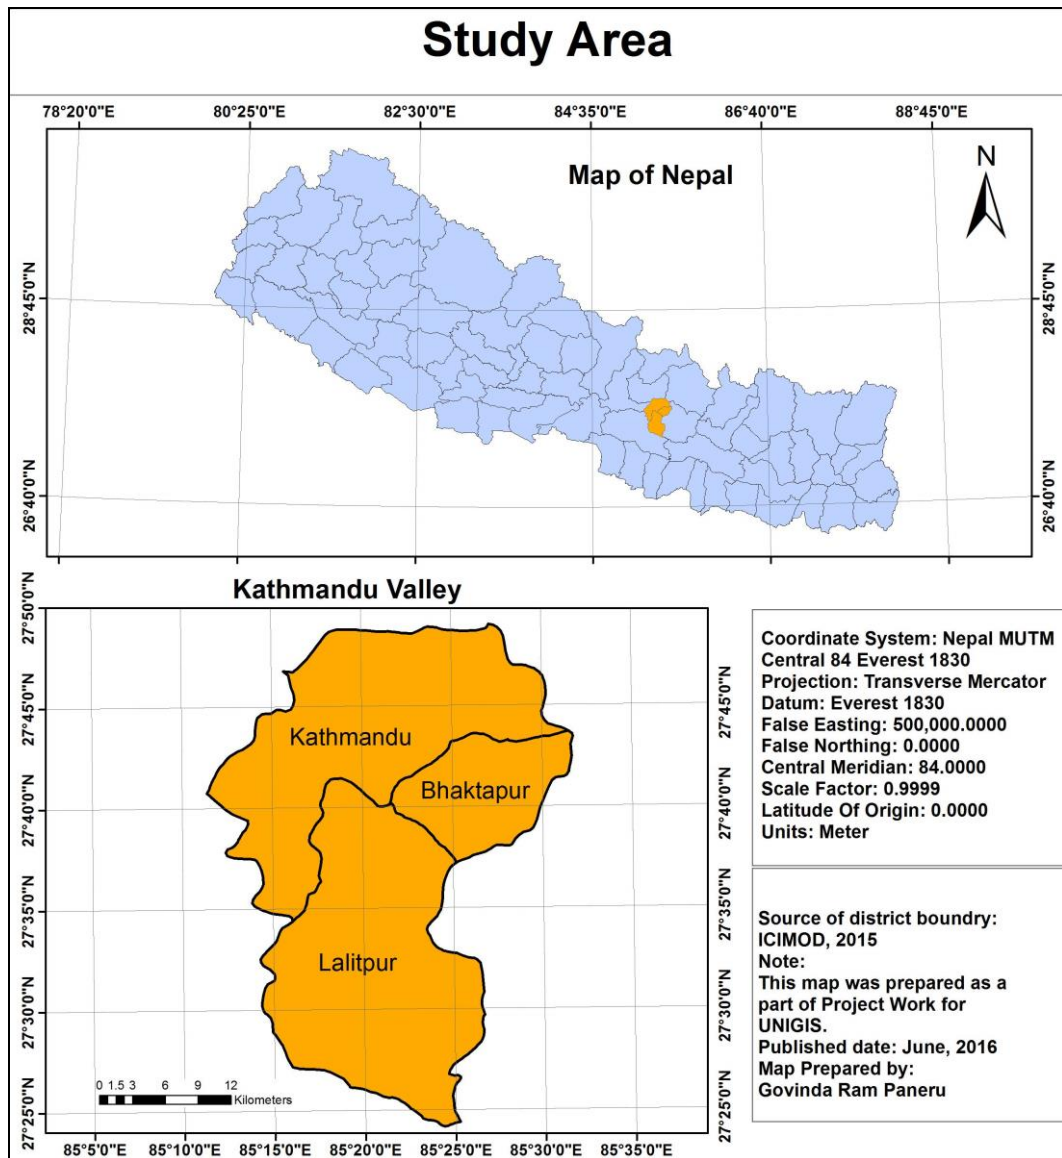 Study Area
78°20'0"E 80°25'0"E 82°30'0"E 84°35'0"E 86°40'0"E 88°45'0"E
Map of Nepal
N
28°45'0"N 28°45'0"N
26°40'0"N 26°40'0"N
Kathmandu Valley
27°50'0"N
27°45'0"N 27°45'0"N
Kathmandu
Bhaktapur
27°40'0"N 27°40'0"N
27°35'0"N 27°35'0"N
Lalitpur
27°30'0"N 27°30'0"N
0 1.5 3 6 9 12
Kilometers
27°25'0"N 27°25'0"N
85°5'0"E 85°10'0"E 85°15'0"E 85°20'0"E 85°25'0"E 85°30'0"E 85°35'0"E
Coordinate System: Nepal MUTM
Central 84 Everest 1830
Projection: Transverse Mercator
Datum: Everest 1830
False Easting: 500,000.0000
False Northing: 0.0000
Central Meridian: 84.0000
Scale Factor: 0.9999
Latitude Of Origin: 0.0000
Units: Meter
Source of district boundry:
ICIMOD, 2015
Note:
This map was prepared as a
part of Project Work for
UNIGIS.
Published date: June, 2016
Map Prepared by:
Govinda Ram Paneru